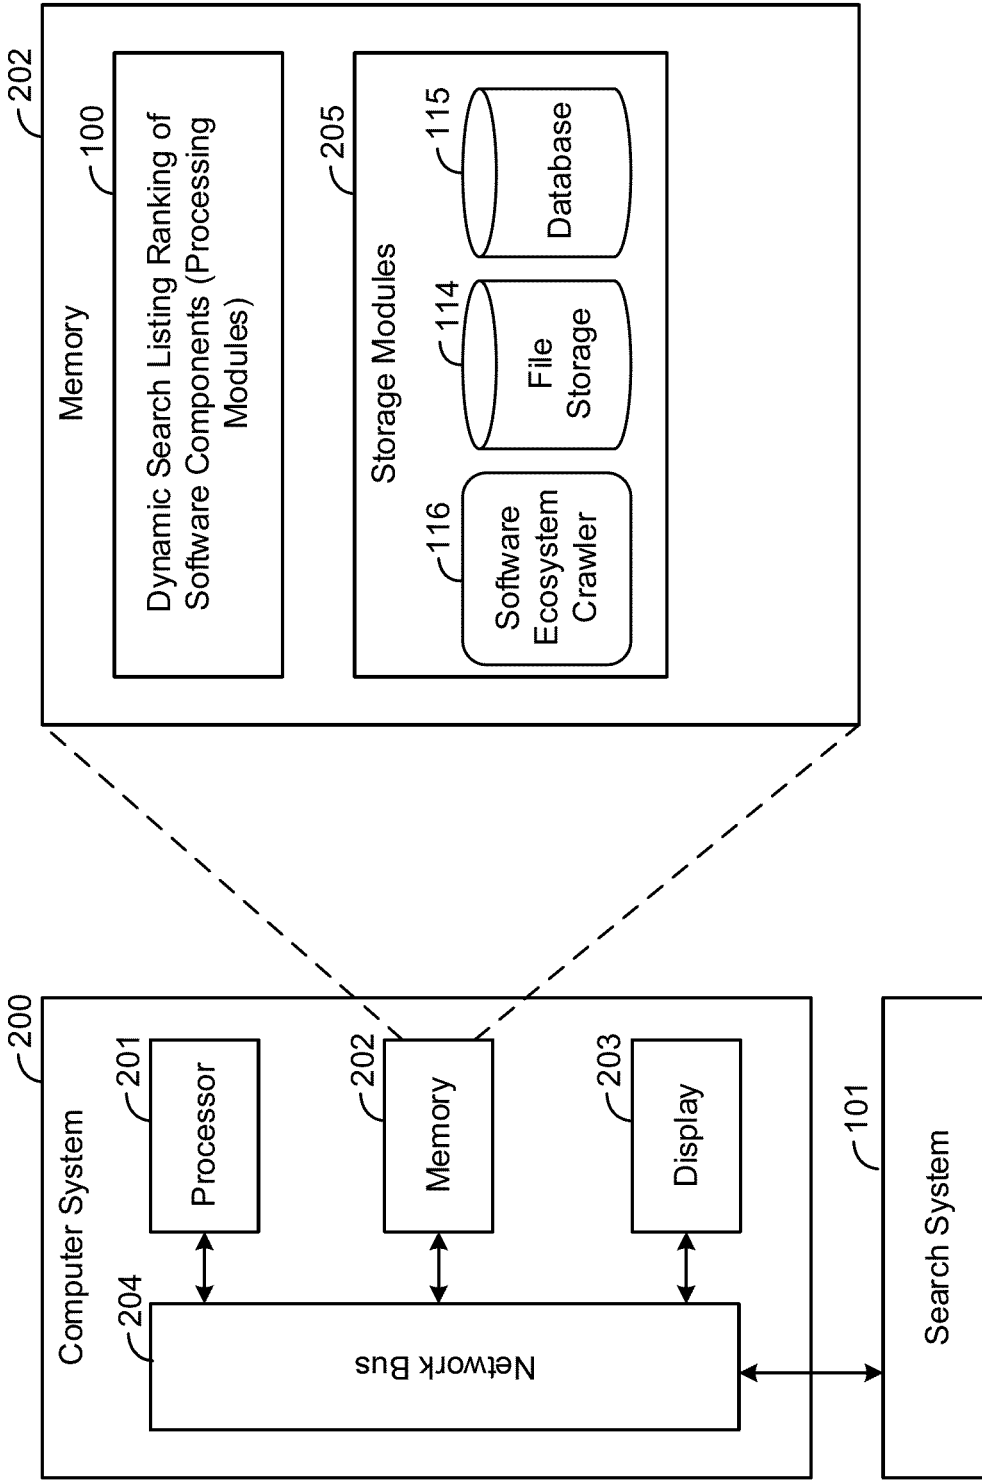 200
Computer System
204
Network Bus
201
Processor
202
Memory
203
Display
101
Search System
202
Memory
100
Dynamic Search Listing Ranking of
Software Components (Processing
Modules)
205
Storage Modules
116
Software
Ecosystem
Crawler
114
File
Storage
115
Database